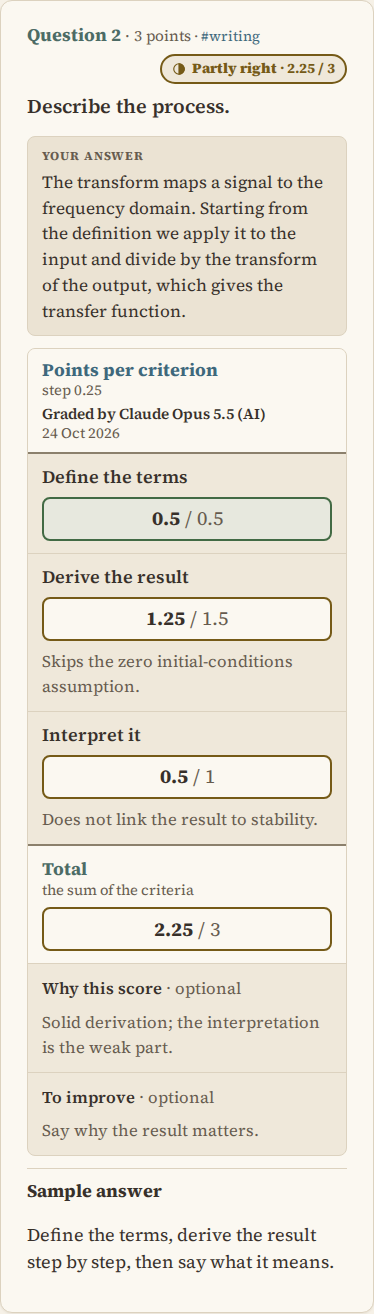 Question 2 · 3 points · #writing
Partly right · 2.25 / 3
Describe the process.
YOUR ANSWER
The transform maps a signal to the
frequency domain. Starting from
the definition we apply it to the
input and divide by the transform
of the output, which gives the
transfer function.
Points per criterion
step 0.25
Graded by Claude Opus 5.5 (AI)
24 Oct 2026
Define the terms
0.5 / 0.5
Derive the result
1.25 / 1.5
Skips the zero initial-conditions
assumption.
Interpret it
0.5 / 1
Does not link the result to stability.
Total
the sum of the criteria
2.25 / 3
Why this score · optional
Solid derivation; the interpretation
is the weak part.
To improve · optional
Say why the result matters.
Sample answer
Define the terms, derive the result
step by step, then say what it means.